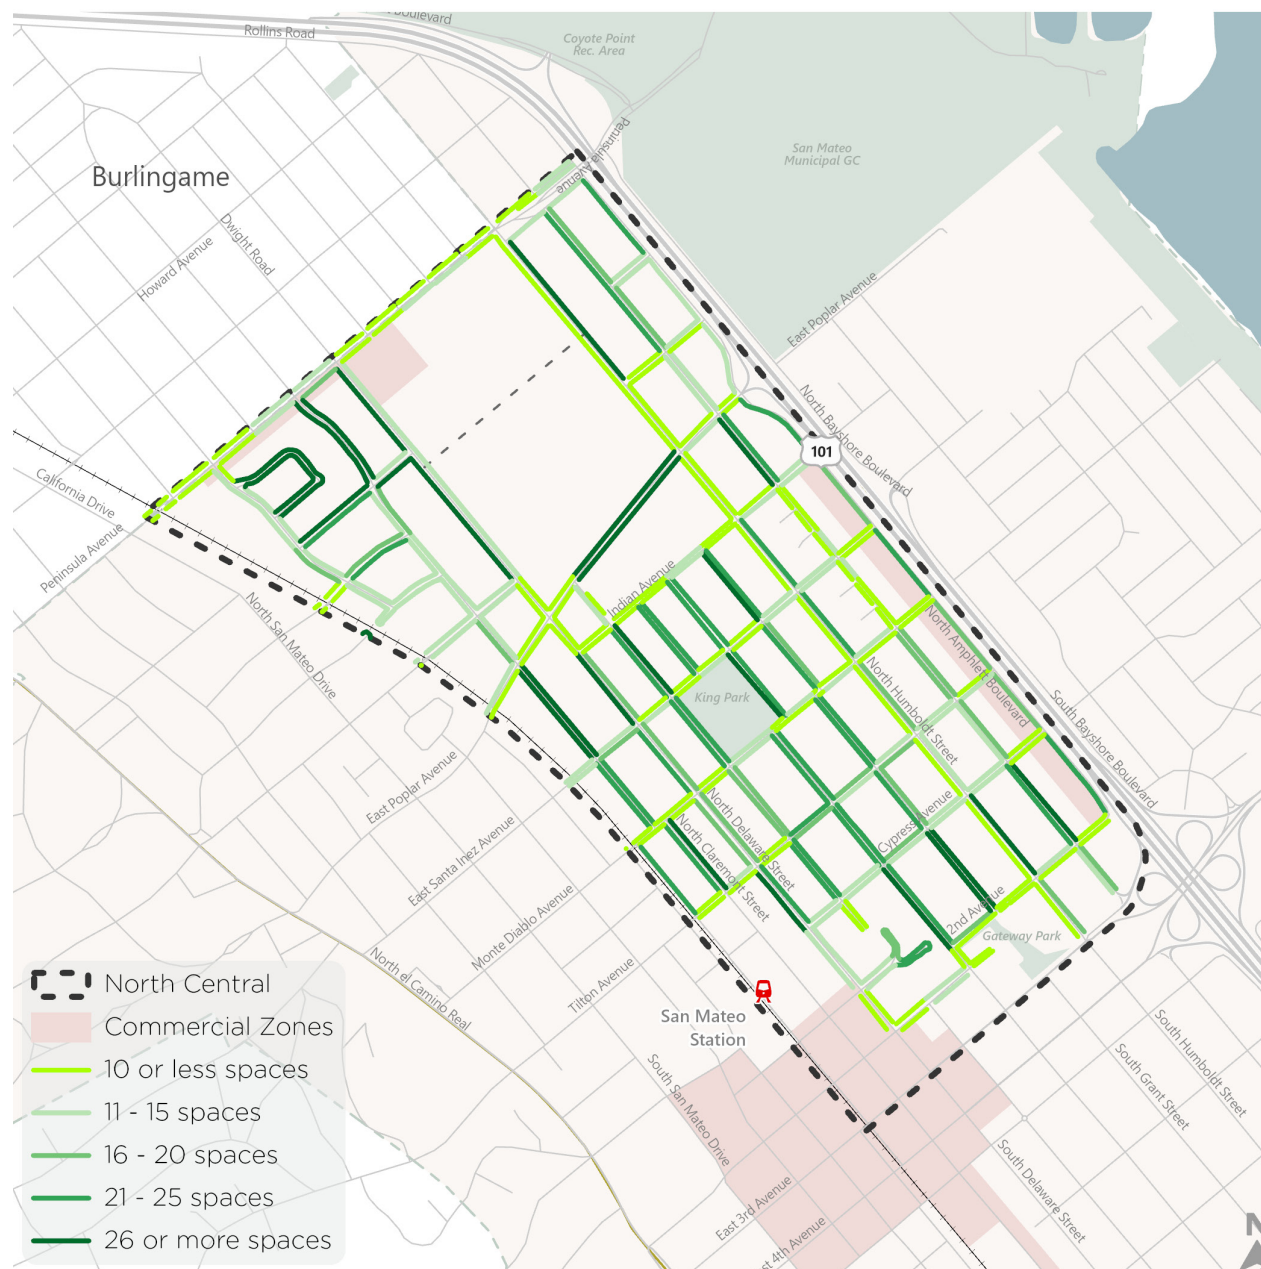 Boulevard
Rollins Road
Coyote Point
Rec. Area
Peninsula Avenue
San Mateo
Municipal GC
Burlingame
Dwight Road
Howard Avenue
East Poplar Avenue
North Bayshore Boulevard
101
California Drive
Peninsula Avenue
North San Mateo Drive
Indian Avenue
North Amphlett Boulevard
King Park
North Humboldt Street
South Bayshore Boulevard
East Poplar Avenue
North Delaware Street
Cypress Avenue
North Claremont Street
East Santa Inez Avenue
2nd Avenue
Monte Diablo Avenue
Gateway Park
North el Camino Real
Tilton Avenue
San Mateo
Station
South Humboldt Street
South Grant Street
South San Mateo Drive
South Delaware Street
East 3rd Avenue
st 4th Avenue
N
North Central
Commercial Zones
10 or less spaces
11 - 15 spaces
16 - 20 spaces
21 - 25 spaces
26 or more spaces